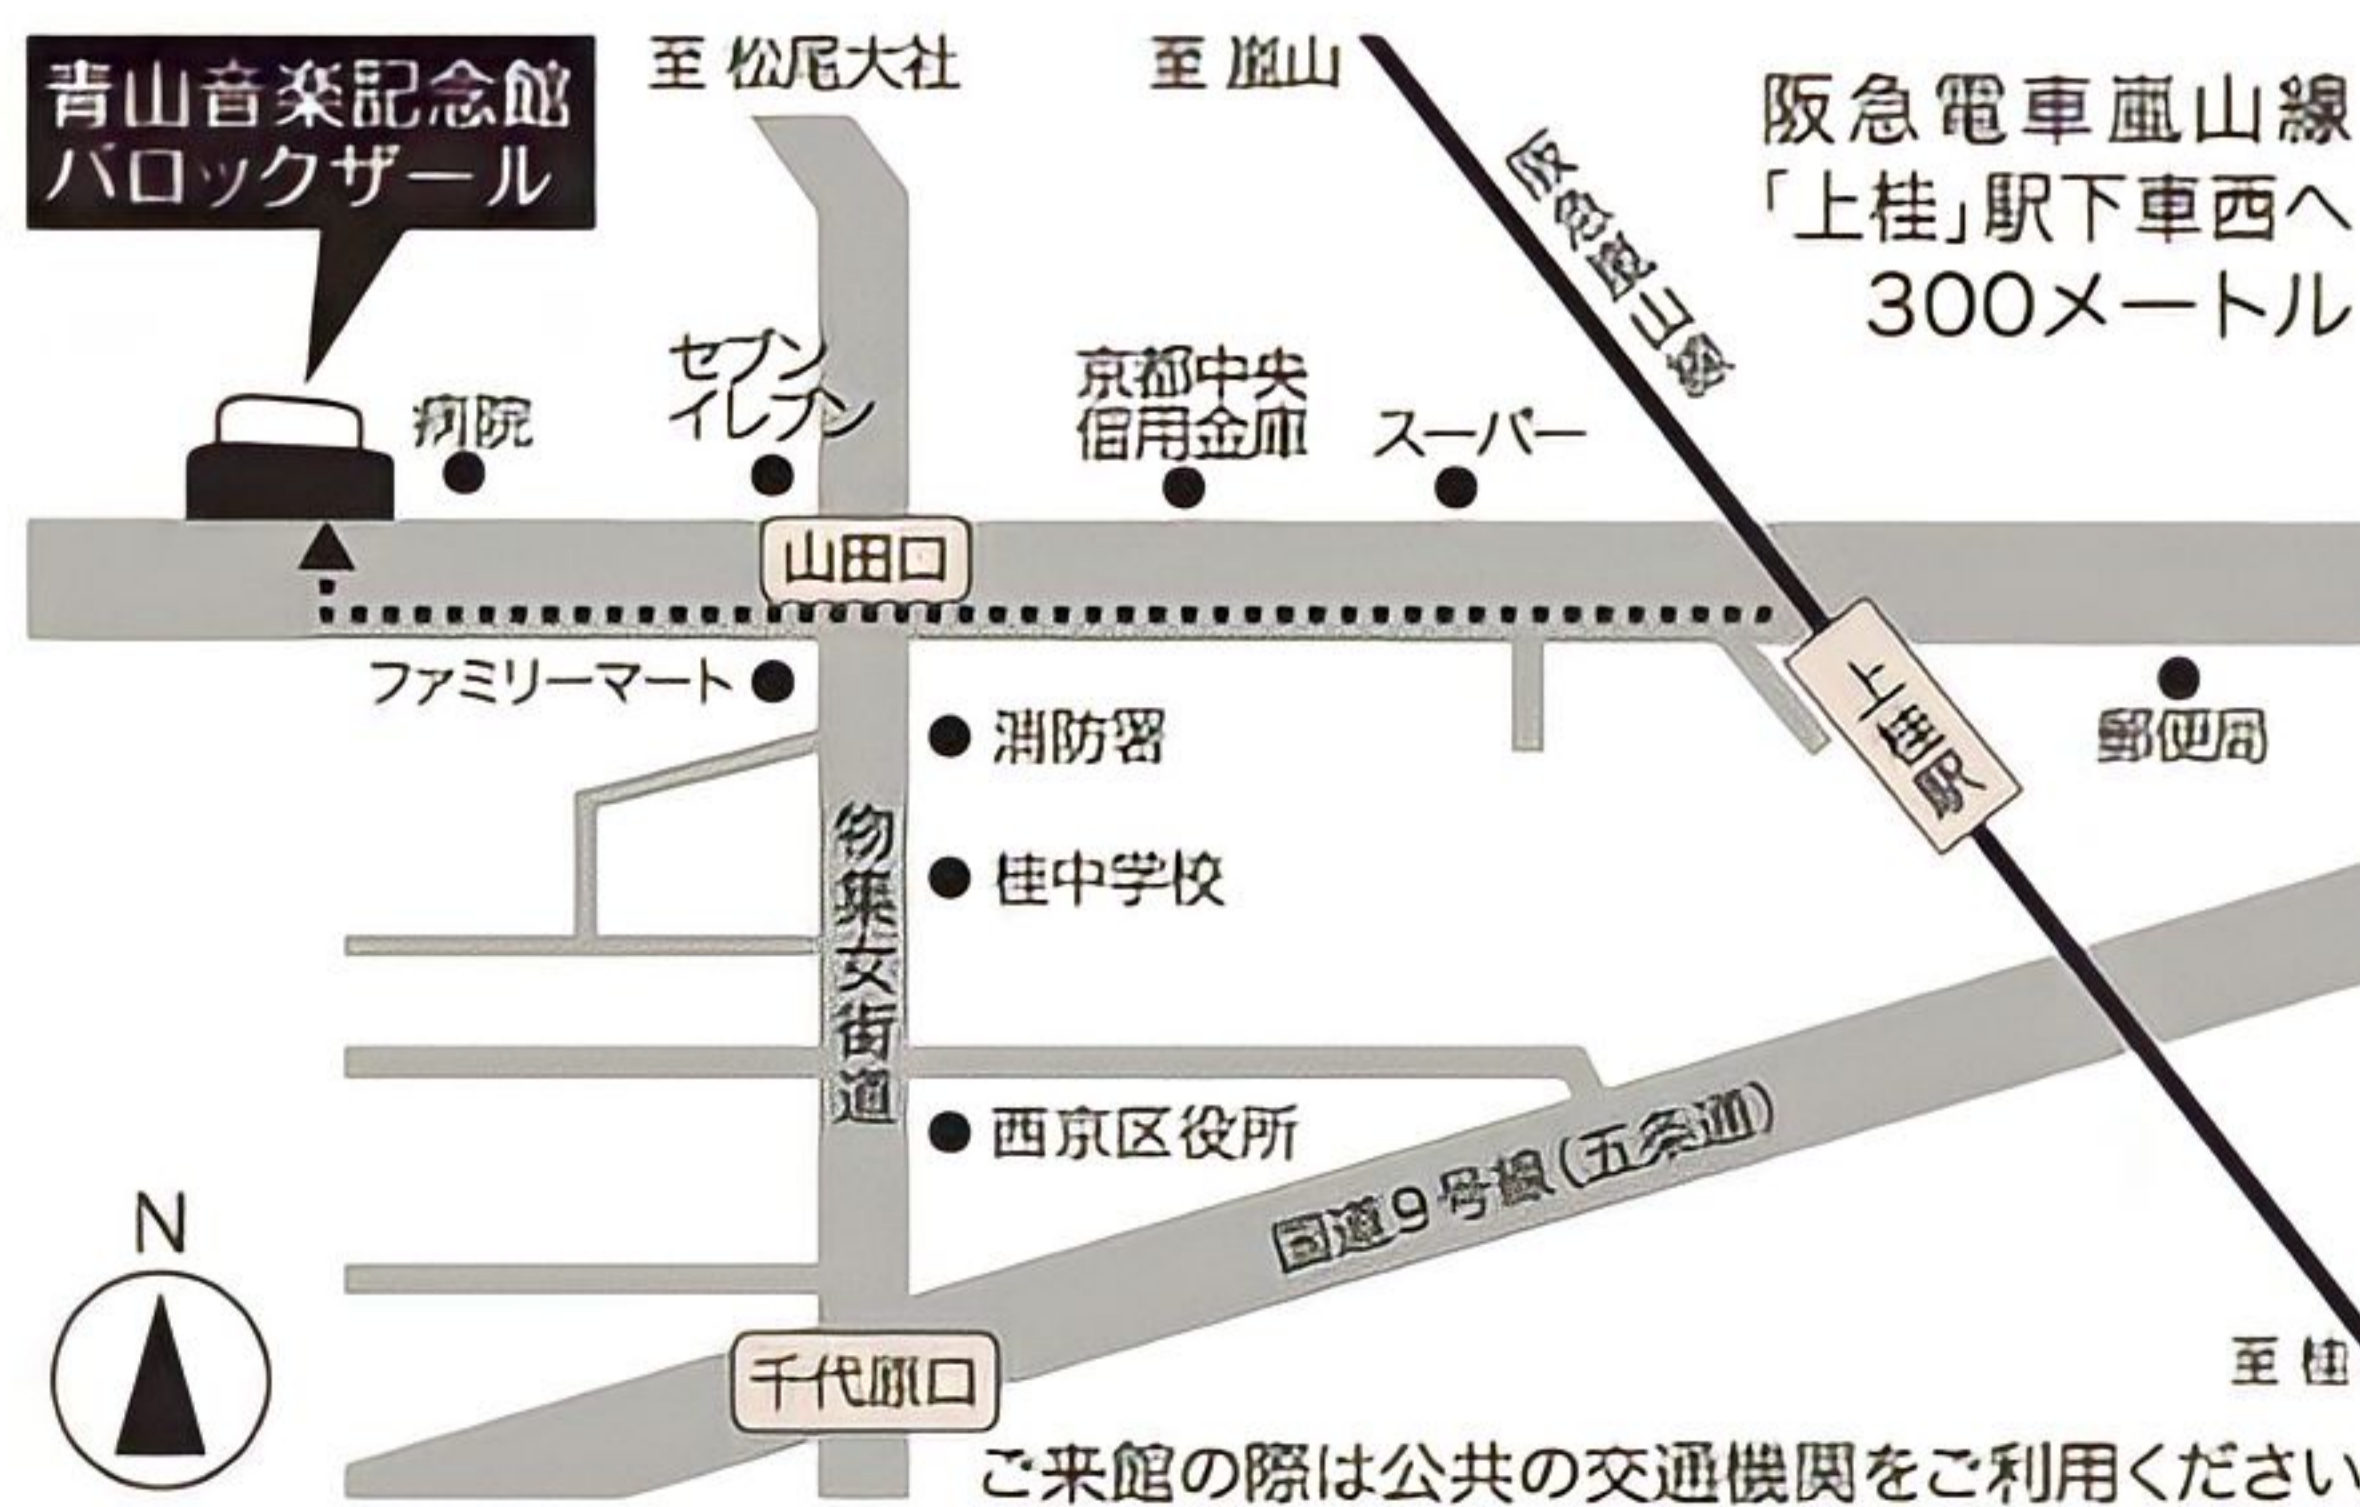 青山音楽記念館
バロックザール
至 松尾大社
至 嵐山
阪急電車嵐山線
「上桂」駅下車西へ
300メートル
阪急嵐山線
病院
セブン
イレブン
京都中央
信用金庫
スーパー
山田口
ファミリーマート
消防署
上桂駅
郵便局
物集女街道
桂中学校
西京区役所
国道9号線(五条通)
N
千代原口
至 桂
ご来館の際は公共の交通機関をご利用ください